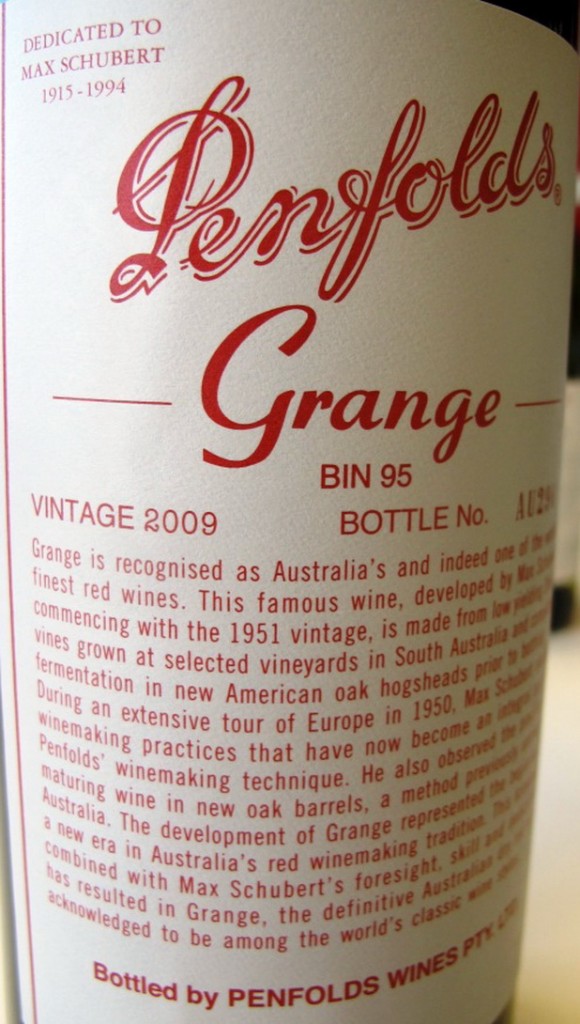 DEDICATED TO
MAX SCHUBERT
1915-1994
Penfolds®
Grange
BIN 95
VINTAGE 2009
BOTTLE No. AU29
Grange is recognised as Australia's and indeed one of the
finest red wines. This famous wine, developed by Max
commencing with the 1951 vintage, is made from low yielding
vines grown at selected vineyards in South Australia and
fermentation in new American oak hogsheads prior to
During an extensive tour of Europe in 1950, Max Schubert
winemaking practices that have now become an integral
Penfolds' winemaking technique. He also observed the
maturing wine in new oak barrels, a method previously
Australia. The development of Grange represented the
a new era in Australia's red winemaking tradition. This
combined with Max Schubert's foresight, skill and
has resulted in Grange, the definitive Australian
acknowledged to be among the world's classic wine
Bottled by PENFOLDS WINES PTY. LTD